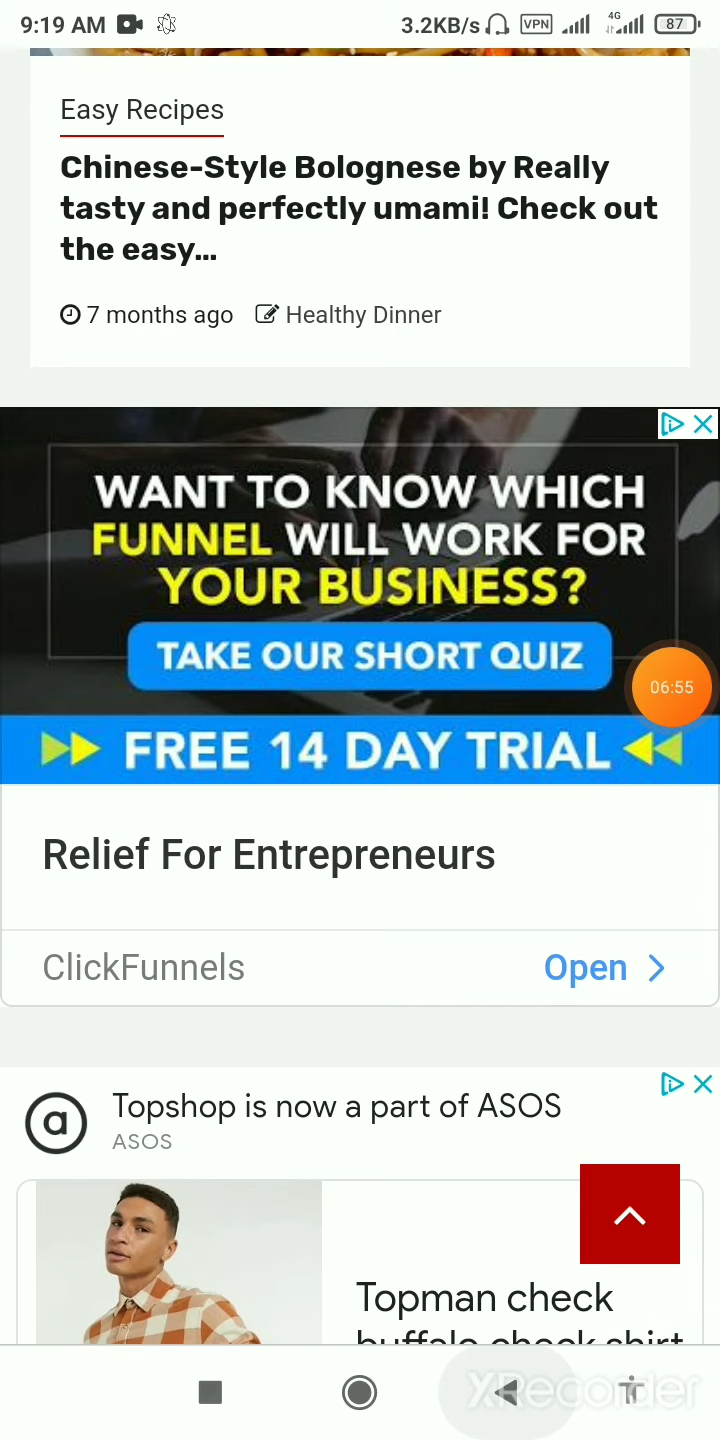 9:19 AM
3.2KB/s VPN 4G 87
Easy Recipes
Chinese-Style Bolognese by Really
tasty and perfectly umami! Check out
the easy...
7 months ago Healthy Dinner
WANT TO KNOW WHICH
FUNNEL WILL WORK FOR
YOUR BUSINESS?
TAKE OUR SHORT QUIZ
06:55
FREE 14 DAY TRIAL
Relief For Entrepreneurs
ClickFunnels Open
Topshop is now a part of ASOS
ASOS
Topman check
buffalo check shirt
XRecorder